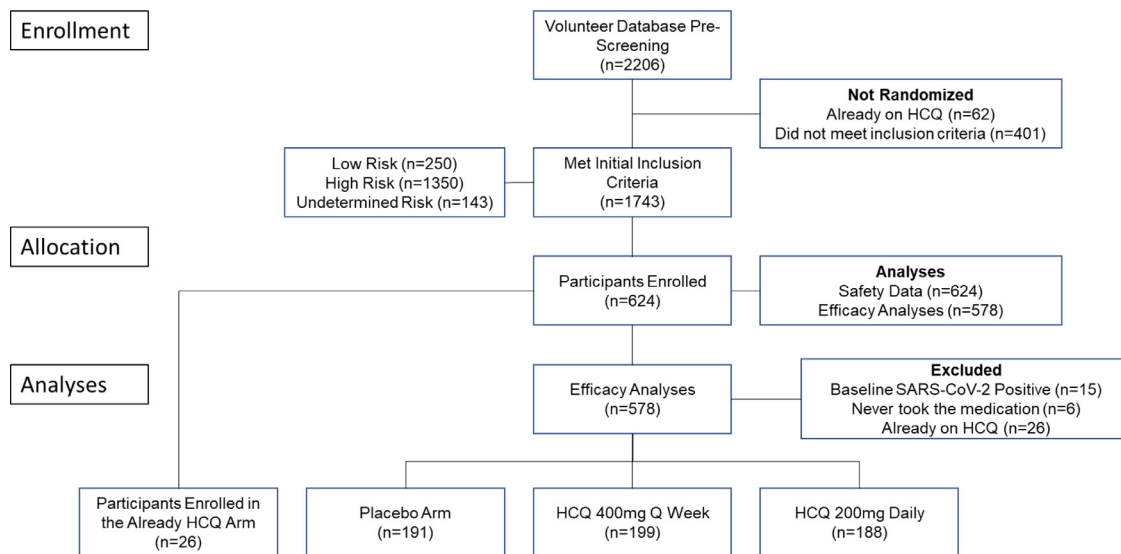 Enrollment
Volunteer Database Pre-
Screening
(n=2206)
Not Randomized
Already on HCQ (n=62)
Did not meet inclusion criteria (n=401)
Low Risk (n=250)
High Risk (n=1350)
Undetermined Risk (n=143)
Met Initial Inclusion
Criteria
(n=1743)
Allocation
Participants Enrolled
(n=624)
Analyses
Safety Data (n=624)
Efficacy Analyses (n=578)
Analyses
Efficacy Analyses
(n=578)
Excluded
Baseline SARS-CoV-2 Positive (n=15)
Never took the medication (n=6)
Already on HCQ (n=26)
Participants Enrolled in
the Already HCQ Arm
(n=26)
Placebo Arm
(n=191)
HCQ 400mg Q Week
(n=199)
HCQ 200mg Daily
(n=188)